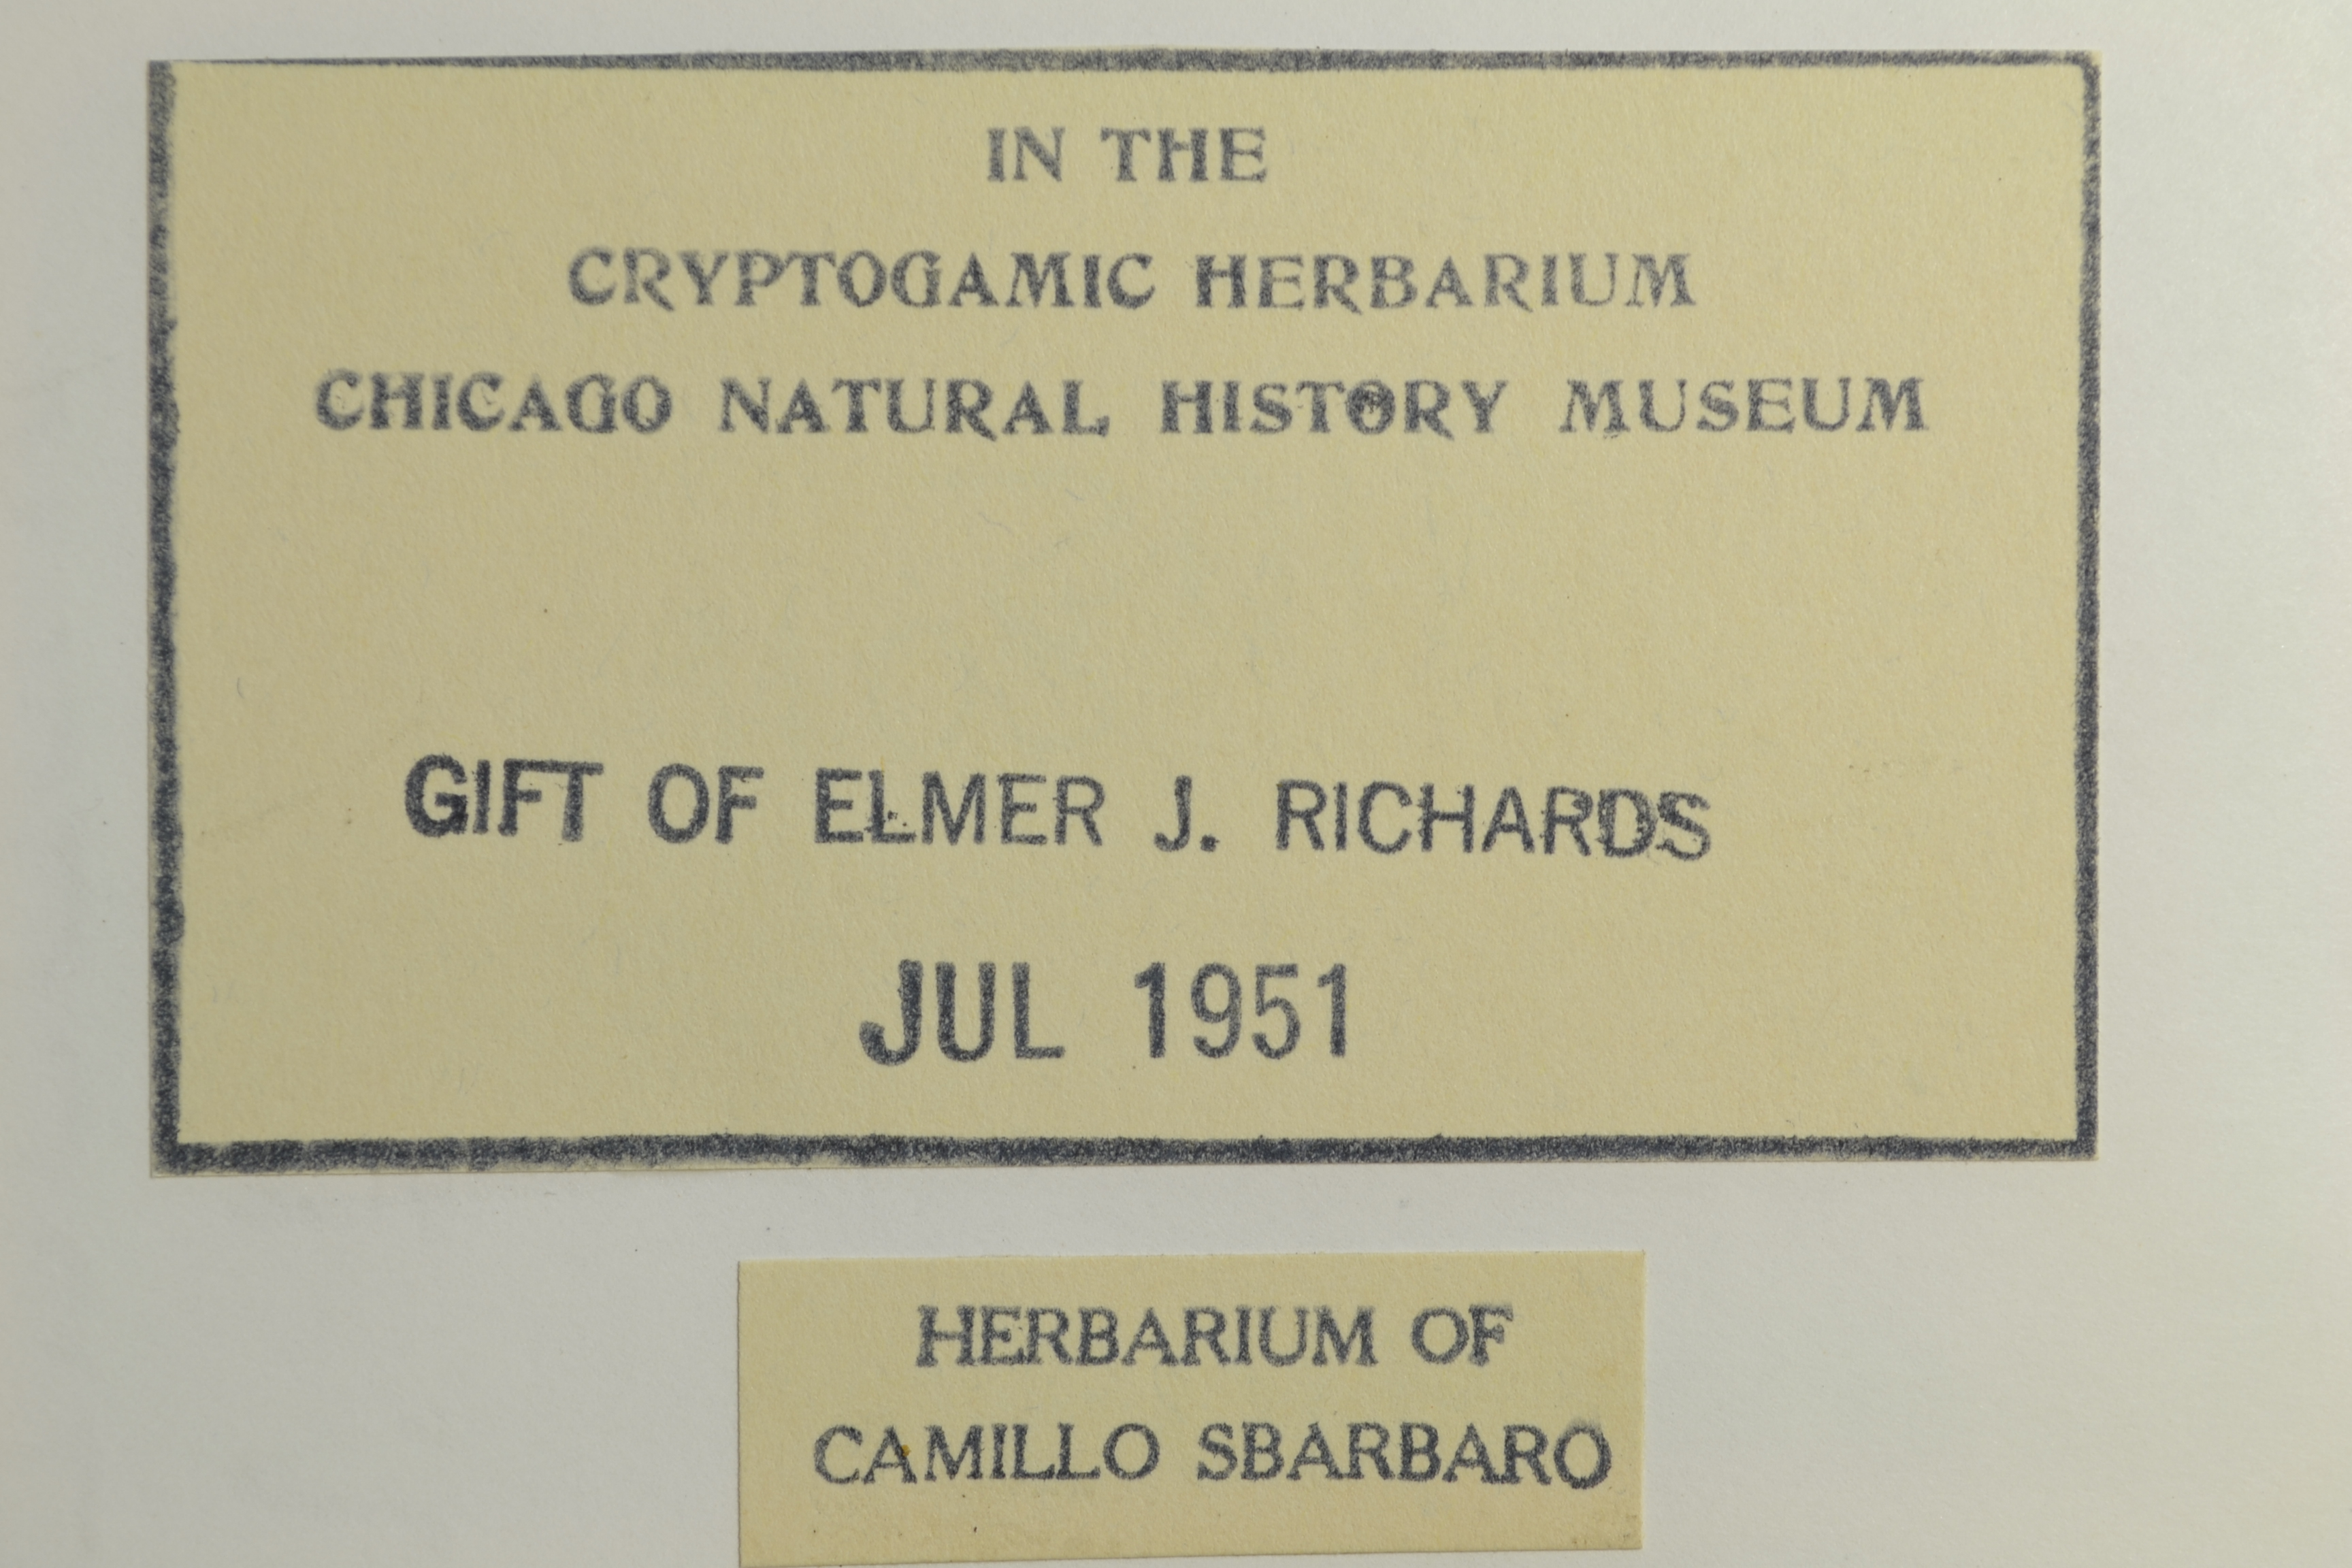 IN THE
CRYPTOGAMIC HERBARIUM
CHICAGO NATURAL HISTORY MUSEUM
GIFT OF ELMER J. RICHARDS
JUL 1951
HERBARIUM OF
CAMILLO SBARBARO